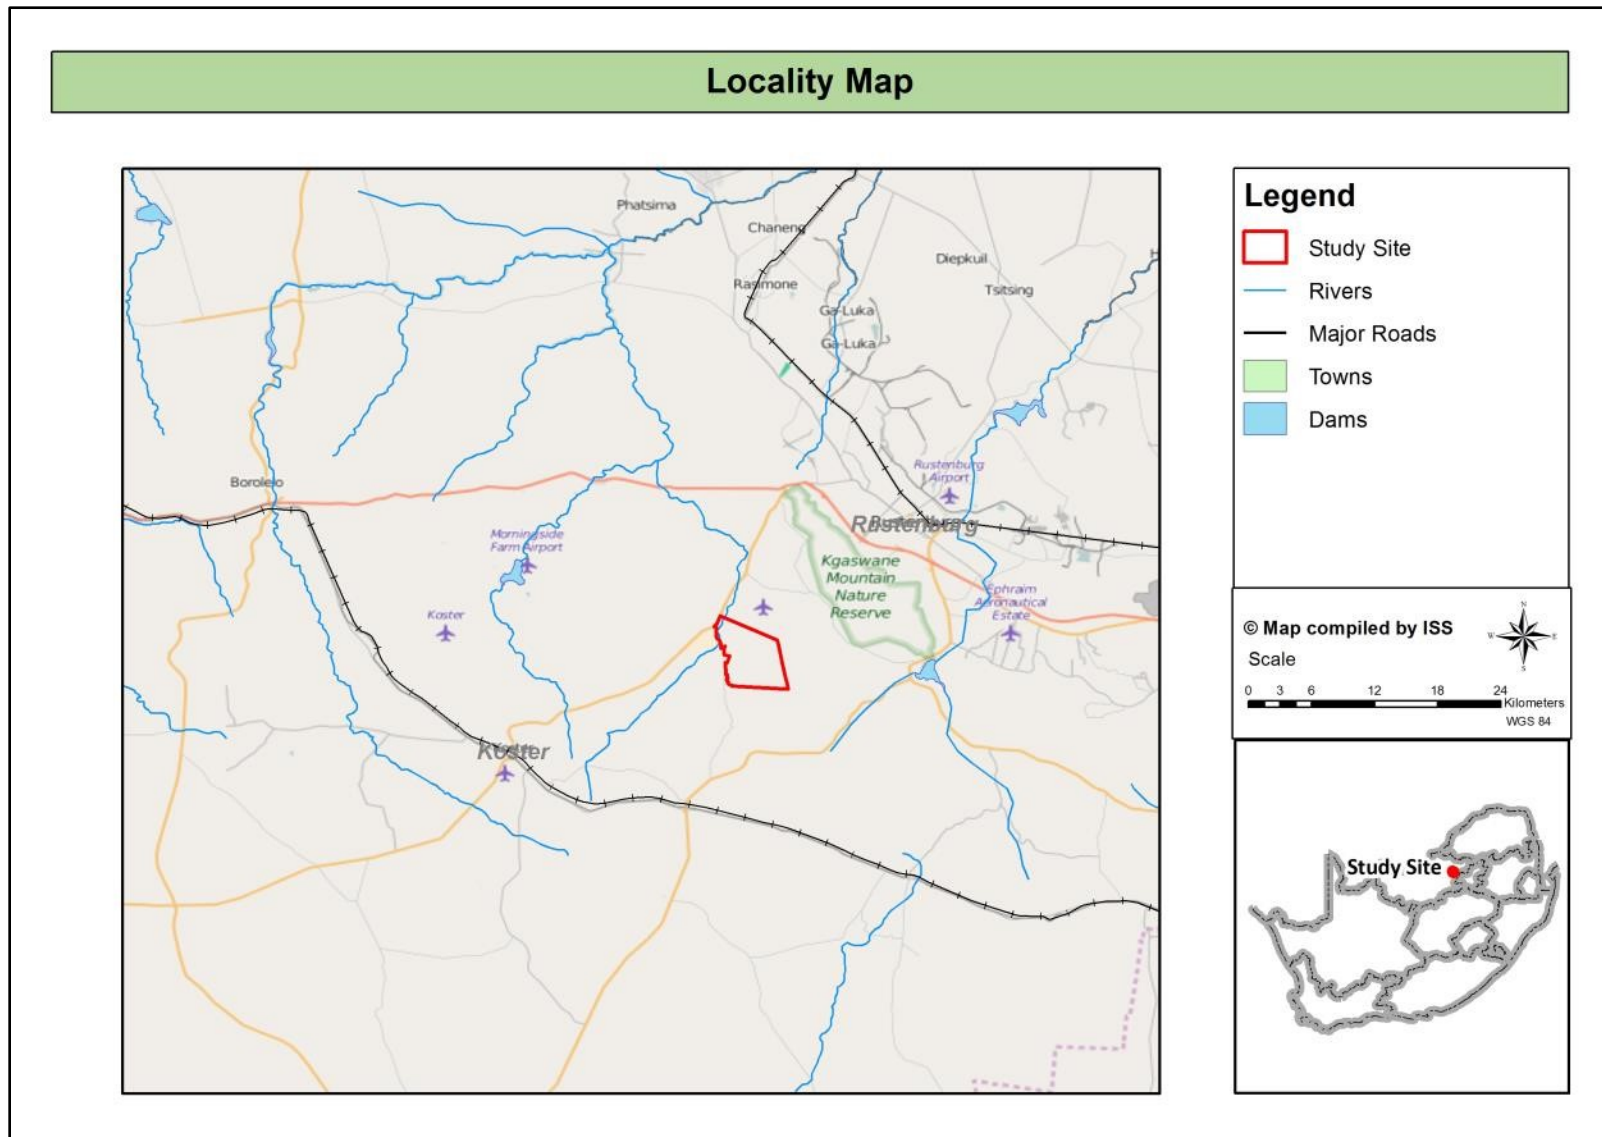 Locality Map
Phatsima
Chaneng
Diepkuil
H
Rasimone
Tsitsing
Ga-Luka
Ga-Luka
Rustenburg
Airport
Borolelo
Rustenburg
Morningside
Farm Airport
Kgaswane
Mountain
Nature
Reserve
Ephraim
Aeronautical
Estate
Koster
Koster
Legend
Study Site
Rivers
Major Roads
Towns
Dams
© Map compiled by ISS
N
W
E
S
Scale
0 3 6 12 18 24
Kilometers
WGS 84
Study Site